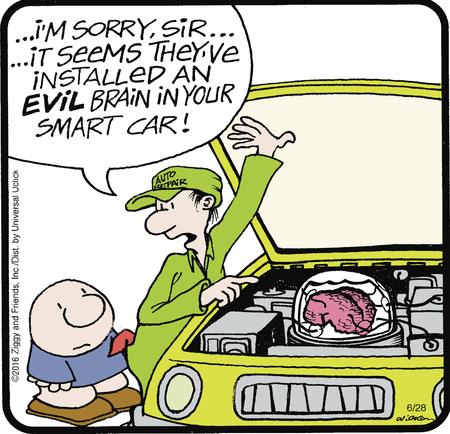 ...I'M SORRY, SIR...
...IT SEEMS THEY'VE
INSTALLED AN
EVIL BRAIN IN YOUR
SMART CAR!
AUTO
REPAIR
©2016 Ziggy and Friends, Inc./Dist. by Universal Uclick
6/28